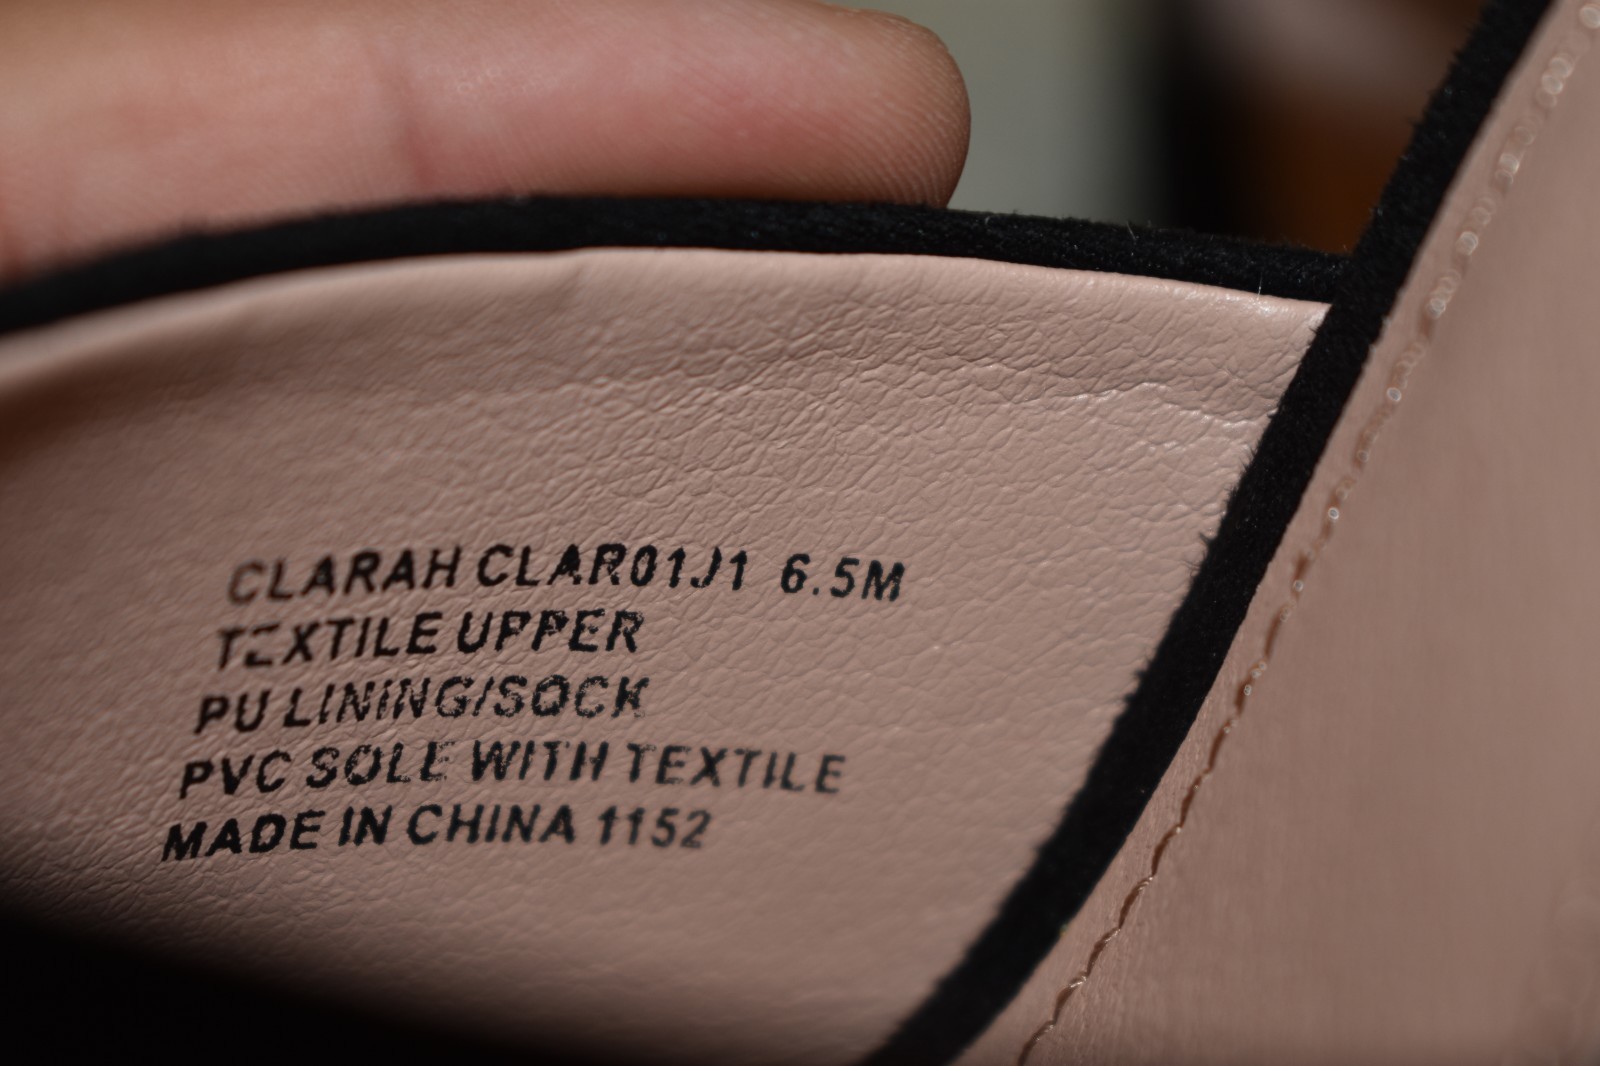 CLARAH CLAR01J1 6.5M
TEXTILE UPPER
PU LINING/SOCK
PVC SOLE WITH TEXTILE
MADE IN CHINA 1152